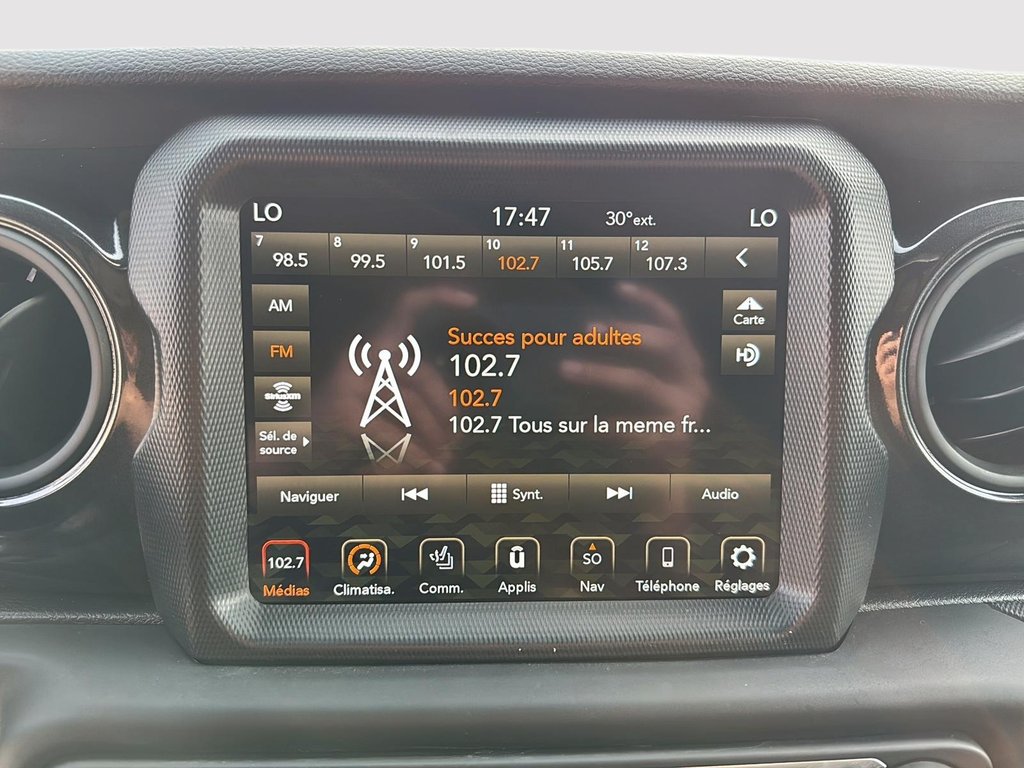 LO 17:47 30°ext. LO
7 98.5 8 99.5 9 101.5 10 102.7 11 105.7 12 107.3
AM
FM
SiriusXM
Sél. de
source
Carte
HD
Succes pour adultes
102.7
102.7
102.7 Tous sur la meme fr...
Naviguer Synt. Audio
102.7 SO
Médias Climatisa. Comm. Applis Nav Téléphone Réglages